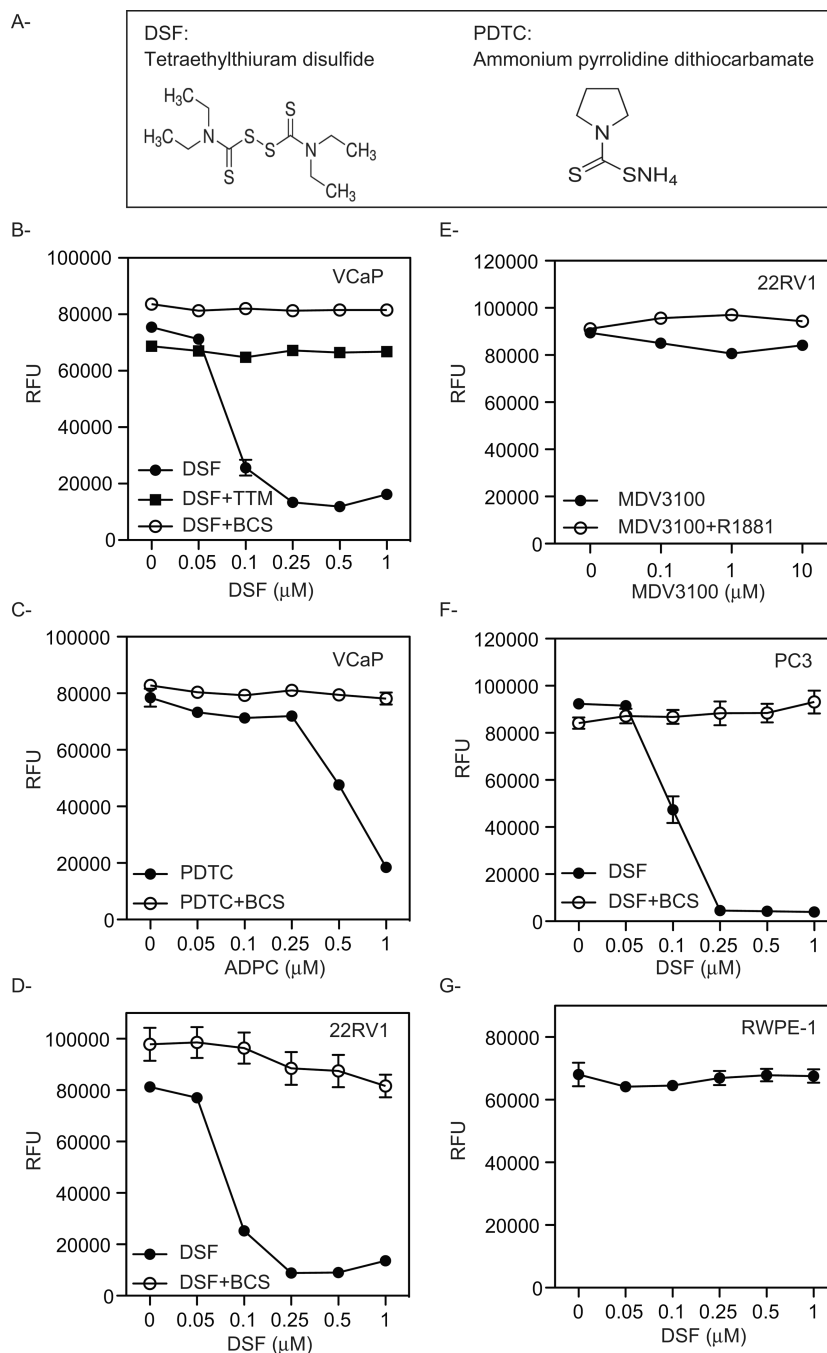 A-
DSF:
Tetraethylthiuram disulfide
H₃C
H₃C
N
S
S
S
S
N
CH₃
CH₃
PDTC:
Ammonium pyrrolidine dithiocarbamate
N
S
SNH₄
B-
100000
80000
60000
40000
20000
0
RFU
VCaP
DSF
DSF+TTM
DSF+BCS
0 0.05 0.1 0.25 0.5 1
DSF (μM)
C-
100000
80000
60000
40000
20000
0
RFU
VCaP
PDTC
PDTC+BCS
0 0.05 0.1 0.25 0.5 1
ADPC (μM)
D-
100000
80000
60000
40000
20000
0
RFU
22RV1
DSF
DSF+BCS
0 0.05 0.1 0.25 0.5 1
DSF (μM)
E-
120000
100000
80000
60000
40000
20000
0
RFU
22RV1
MDV3100
MDV3100+R1881
0 0.1 1 10
MDV3100 (μM)
F-
120000
100000
80000
60000
40000
20000
0
RFU
PC3
DSF
DSF+BCS
0 0.05 0.1 0.25 0.5 1
DSF (μM)
G-
80000
60000
40000
20000
0
RFU
RWPE-1
0 0.05 0.1 0.25 0.5 1
DSF (μM)